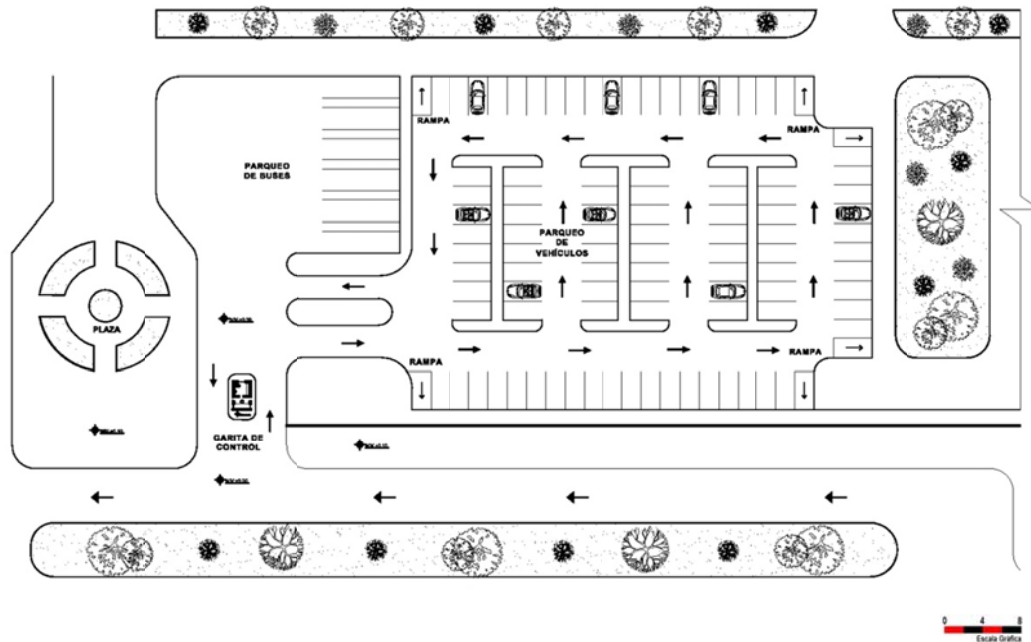 RAMPA
RAMPA
PARQUEO
DE BUSES
PARQUEO
DE
VEHÍCULOS
PLAZA
RAMPA
RAMPA
GARITA DE
CONTROL
0 4 8
Escala Gráfica